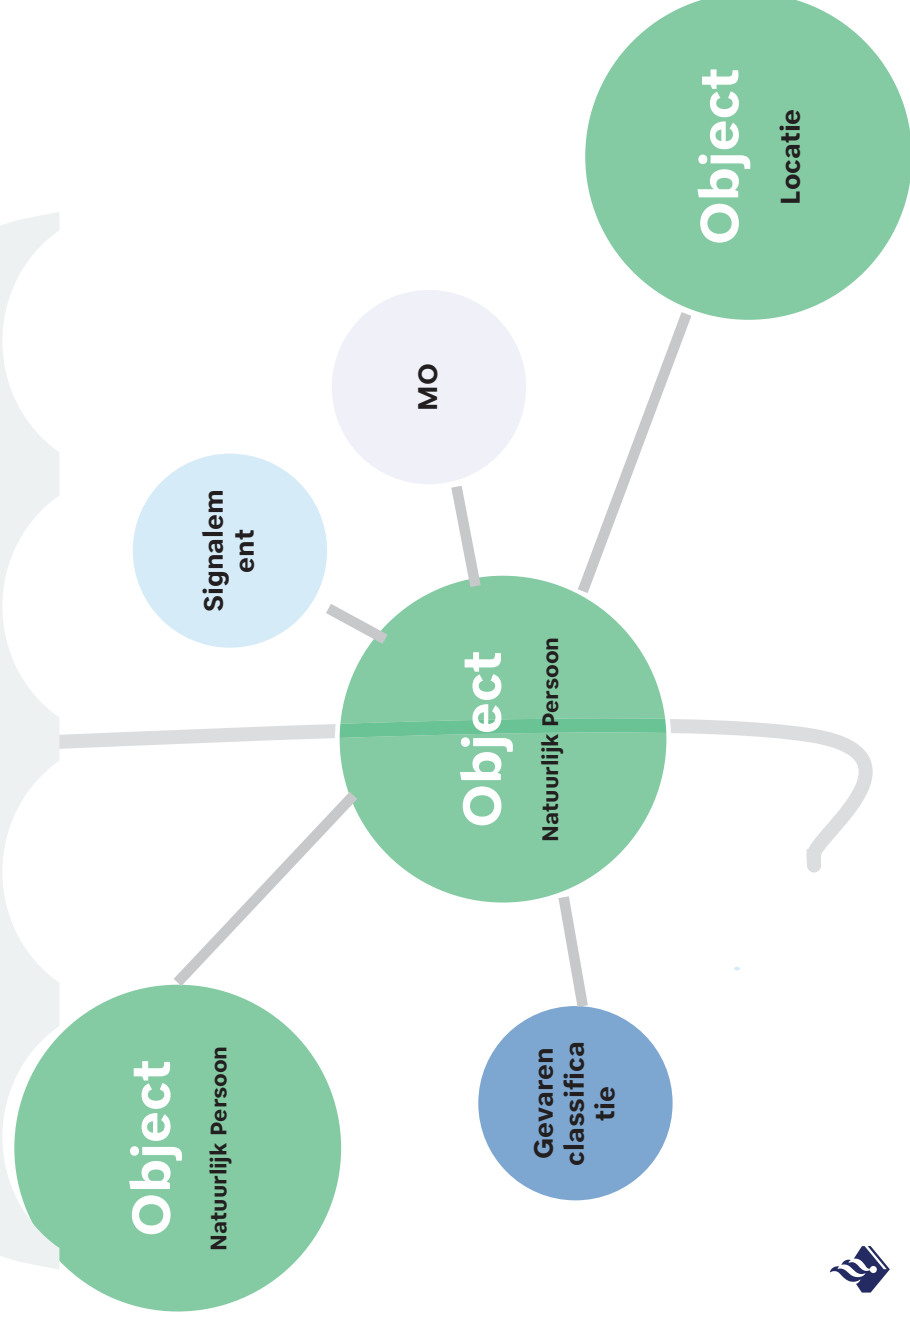 Object
Natuurlijk Persoon
Signalem
ent
MO
Object
Natuurlijk Persoon
Gevaren
classifica
tie
Object
Locatie